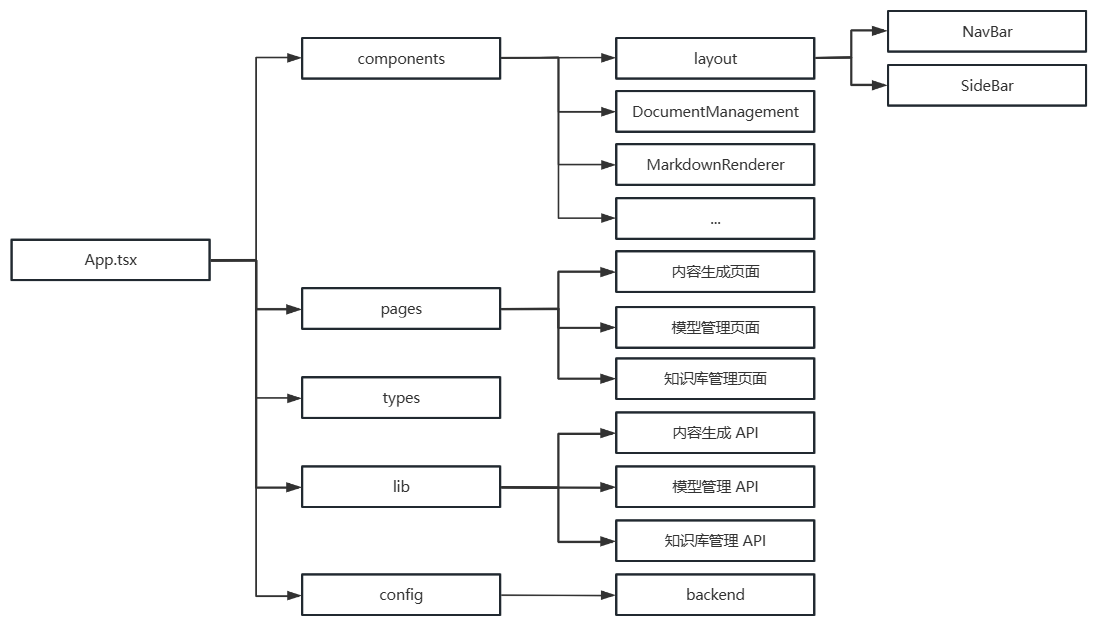 App.tsx
components
layout
NavBar
SideBar
DocumentManagement
MarkdownRenderer
...
pages
内容生成页面
模型管理页面
知识库管理页面
types
lib
内容生成 API
模型管理 API
知识库管理 API
config
backend